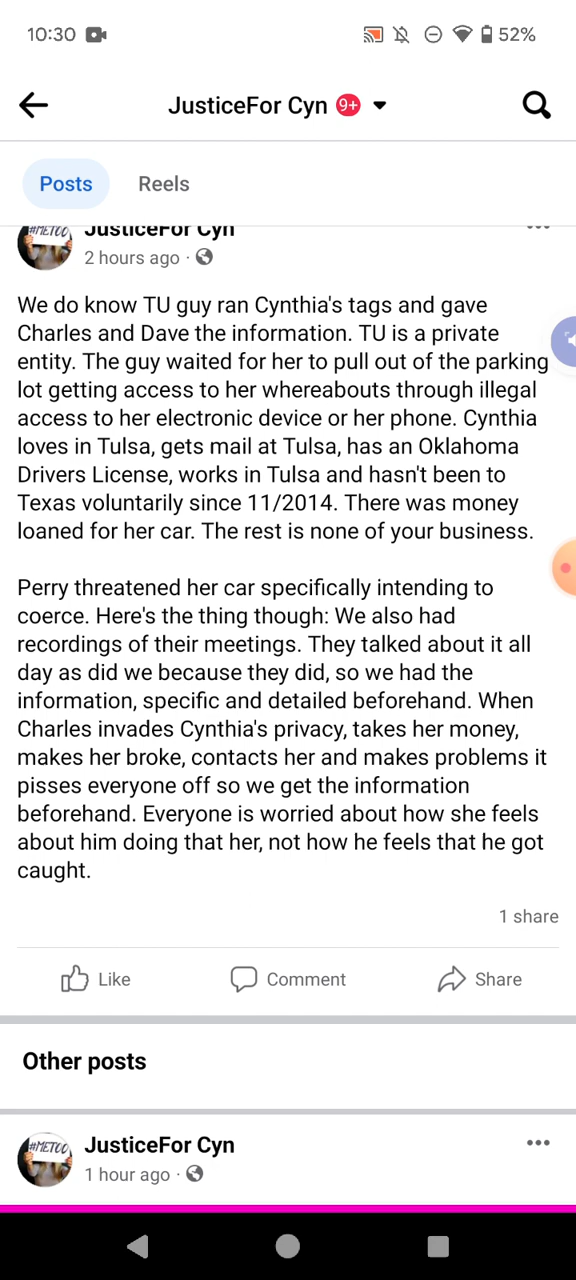 10:30 52%
JusticeFor Cyn 9+
Posts Reels
#METOO JusticeFor Cyn
2 hours ago ·
We do know TU guy ran Cynthia's tags and gave
Charles and Dave the information. TU is a private
entity. The guy waited for her to pull out of the parking
lot getting access to her whereabouts through illegal
access to her electronic device or her phone. Cynthia
loves in Tulsa, gets mail at Tulsa, has an Oklahoma
Drivers License, works in Tulsa and hasn't been to
Texas voluntarily since 11/2014. There was money
loaned for her car. The rest is none of your business.
Perry threatened her car specifically intending to
coerce. Here's the thing though: We also had
recordings of their meetings. They talked about it all
day as did we because they did, so we had the
information, specific and detailed beforehand. When
Charles invades Cynthia's privacy, takes her money,
makes her broke, contacts her and makes problems it
pisses everyone off so we get the information
beforehand. Everyone is worried about how she feels
about him doing that her, not how he feels that he got
caught.
1 share
Like Comment Share
Other posts
#METOO JusticeFor Cyn
1 hour ago ·